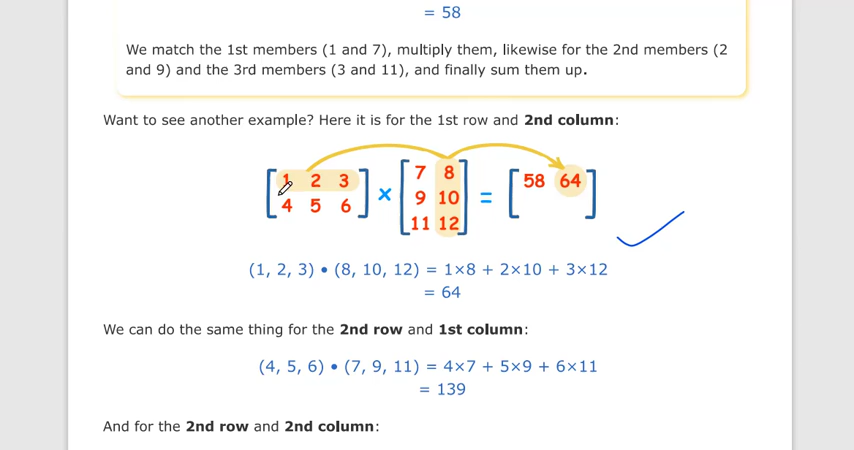 = 58
We match the 1st members (1 and 7), multiply them, likewise for the 2nd members (2
and 9) and the 3rd members (3 and 11), and finally sum them up.
Want to see another example? Here it is for the 1st row and 2nd column:
1 2 3 × 7 8 = 58 64
4 5 6 9 10
11 12
(1, 2, 3) • (8, 10, 12) = 1×8 + 2×10 + 3×12
= 64
We can do the same thing for the 2nd row and 1st column:
(4, 5, 6) • (7, 9, 11) = 4×7 + 5×9 + 6×11
= 139
And for the 2nd row and 2nd column: